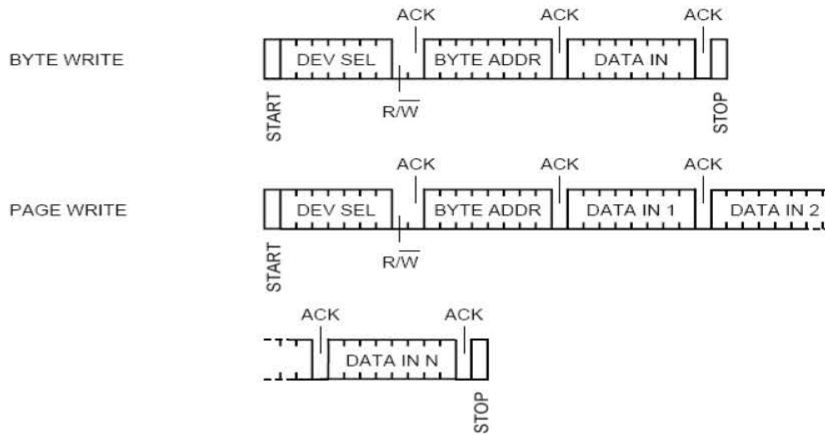 ACK ACK ACK
BYTE WRITE DEV SEL BYTE ADDR DATA IN
START R/W̅ STOP
ACK ACK ACK
PAGE WRITE DEV SEL BYTE ADDR DATA IN 1 DATA IN 2
START R/W̅
ACK ACK
DATA IN N
STOP